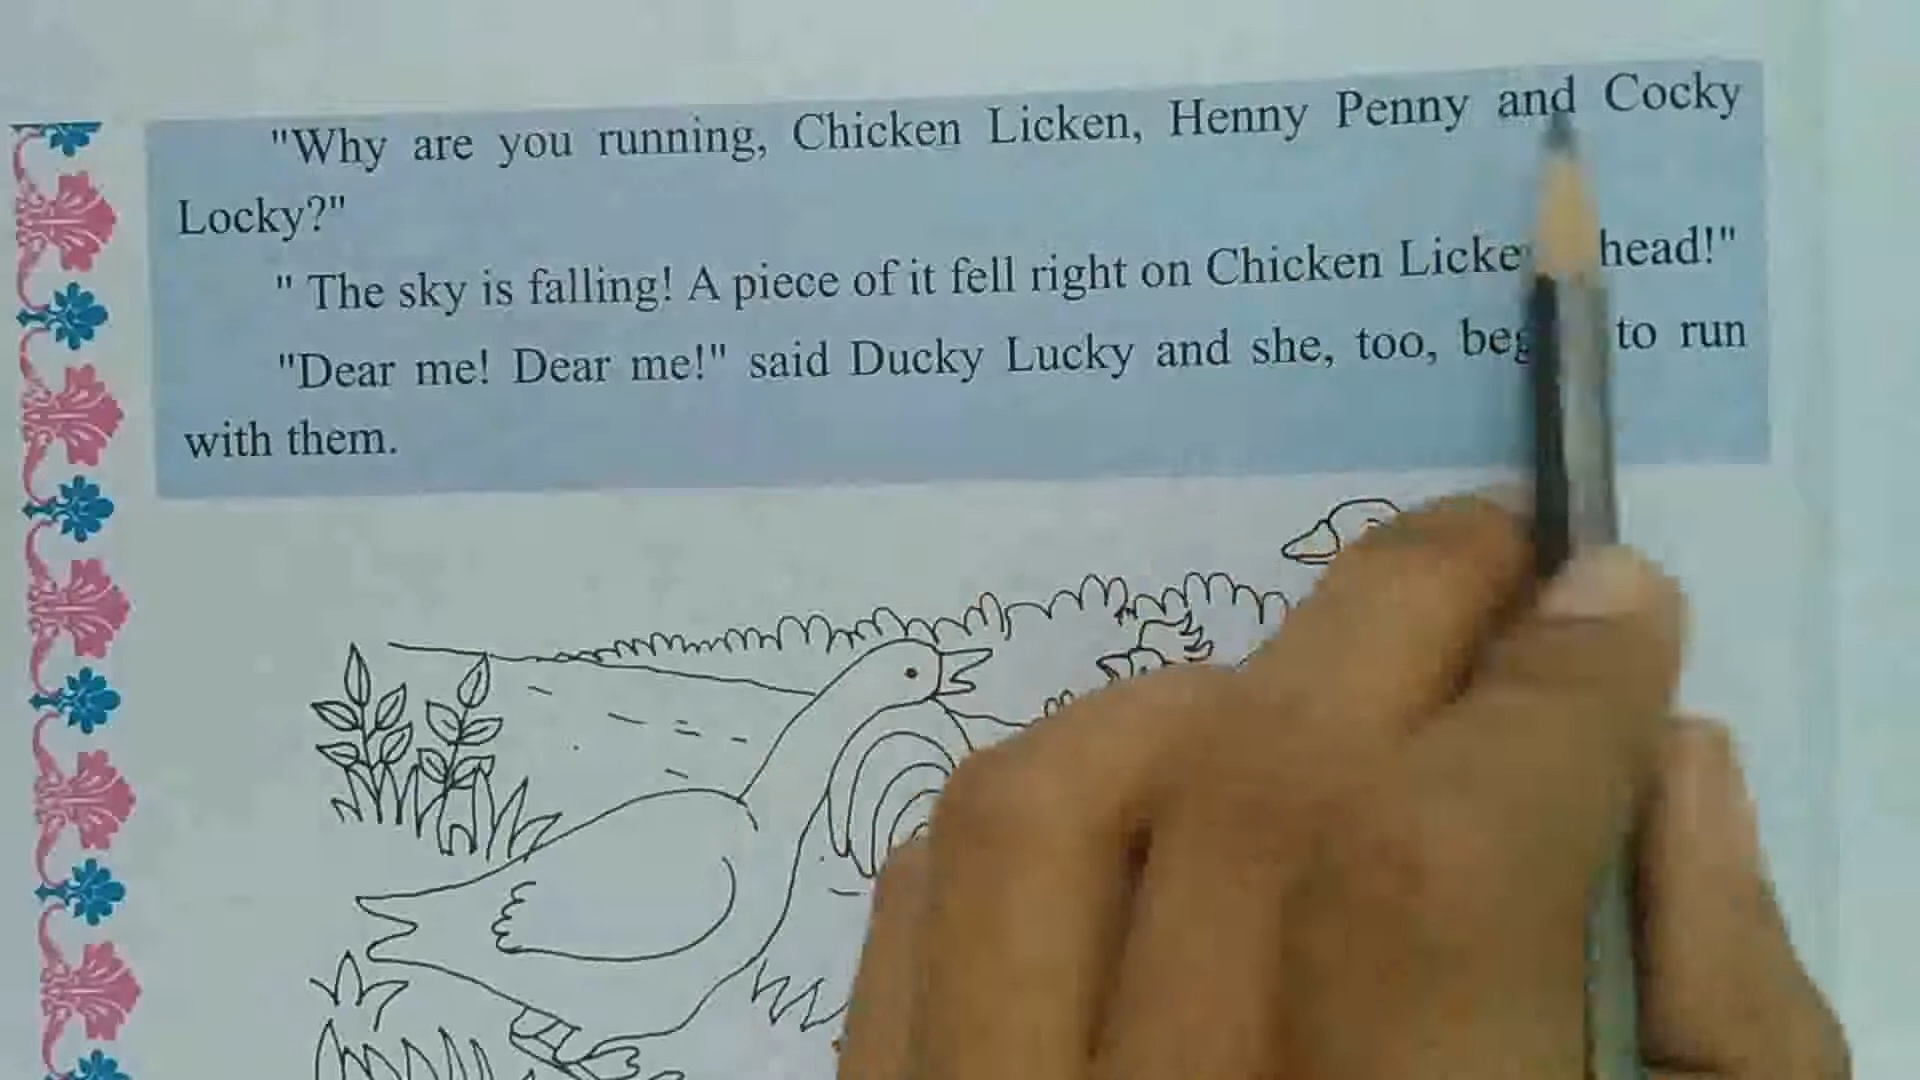 "Why are you running, Chicken Licken, Henny Penny and Cocky
Locky?"
" The sky is falling! A piece of it fell right on Chicken head!"
"Dear me! Dear me!" said Ducky Lucky and she, too, to run
with them.